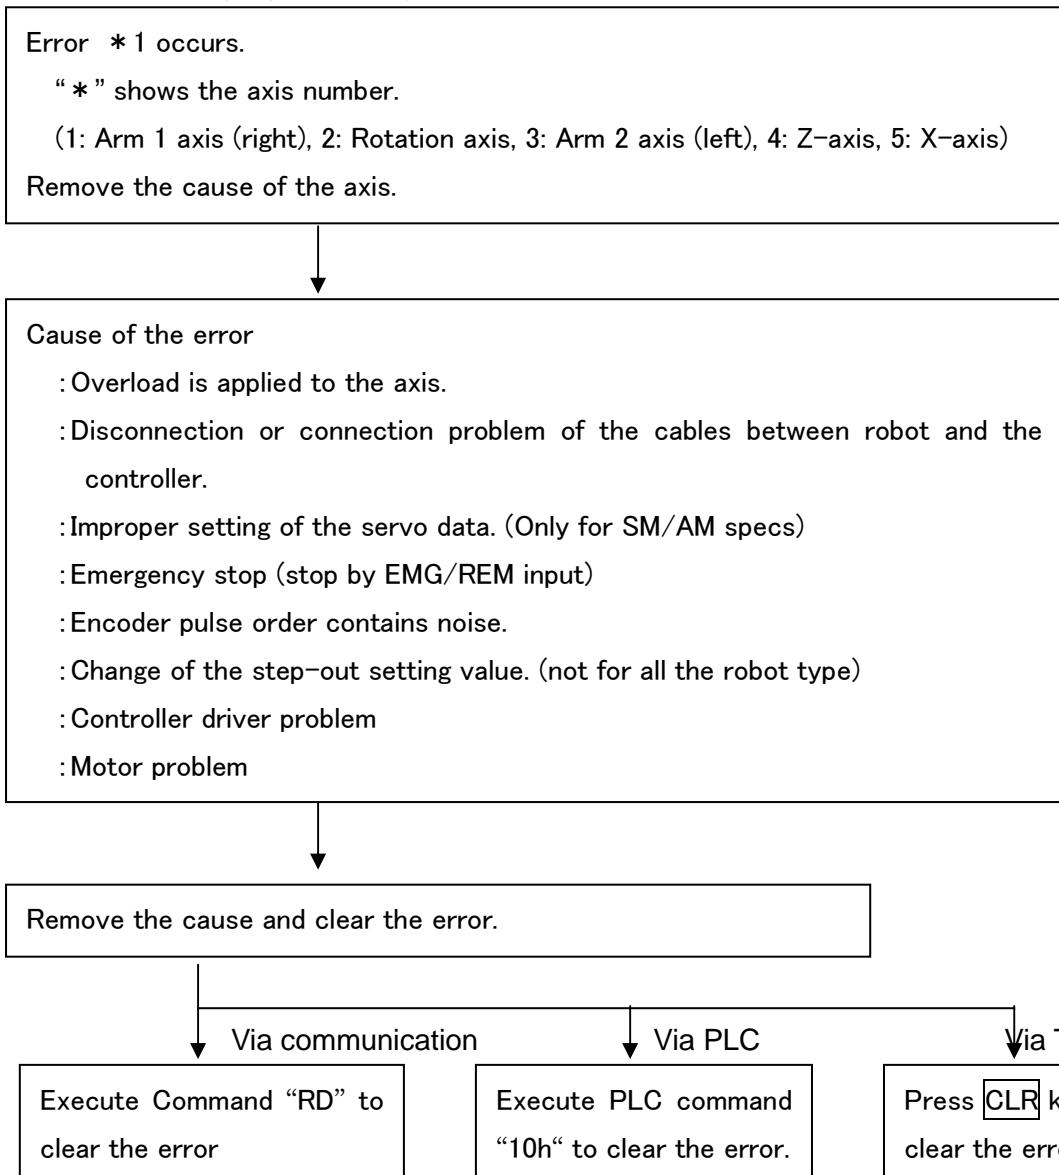 Error ＊1 occurs.
“＊” shows the axis number.
(1: Arm 1 axis (right), 2: Rotation axis, 3: Arm 2 axis (left), 4: Z-axis, 5: X-axis)
Remove the cause of the axis.
Cause of the error
:Overload is applied to the axis.
:Disconnection or connection problem of the cables between robot and the
controller.
:Improper setting of the servo data. (Only for SM/AM specs)
:Emergency stop (stop by EMG/REM input)
:Encoder pulse order contains noise.
:Change of the step-out setting value. (not for all the robot type)
:Controller driver problem
:Motor problem
Remove the cause and clear the error.
Via communication
Via PLC
Via
Execute Command “RD” to
clear the error
Execute PLC command
“10h“ to clear the error.
Press CLR
clear the